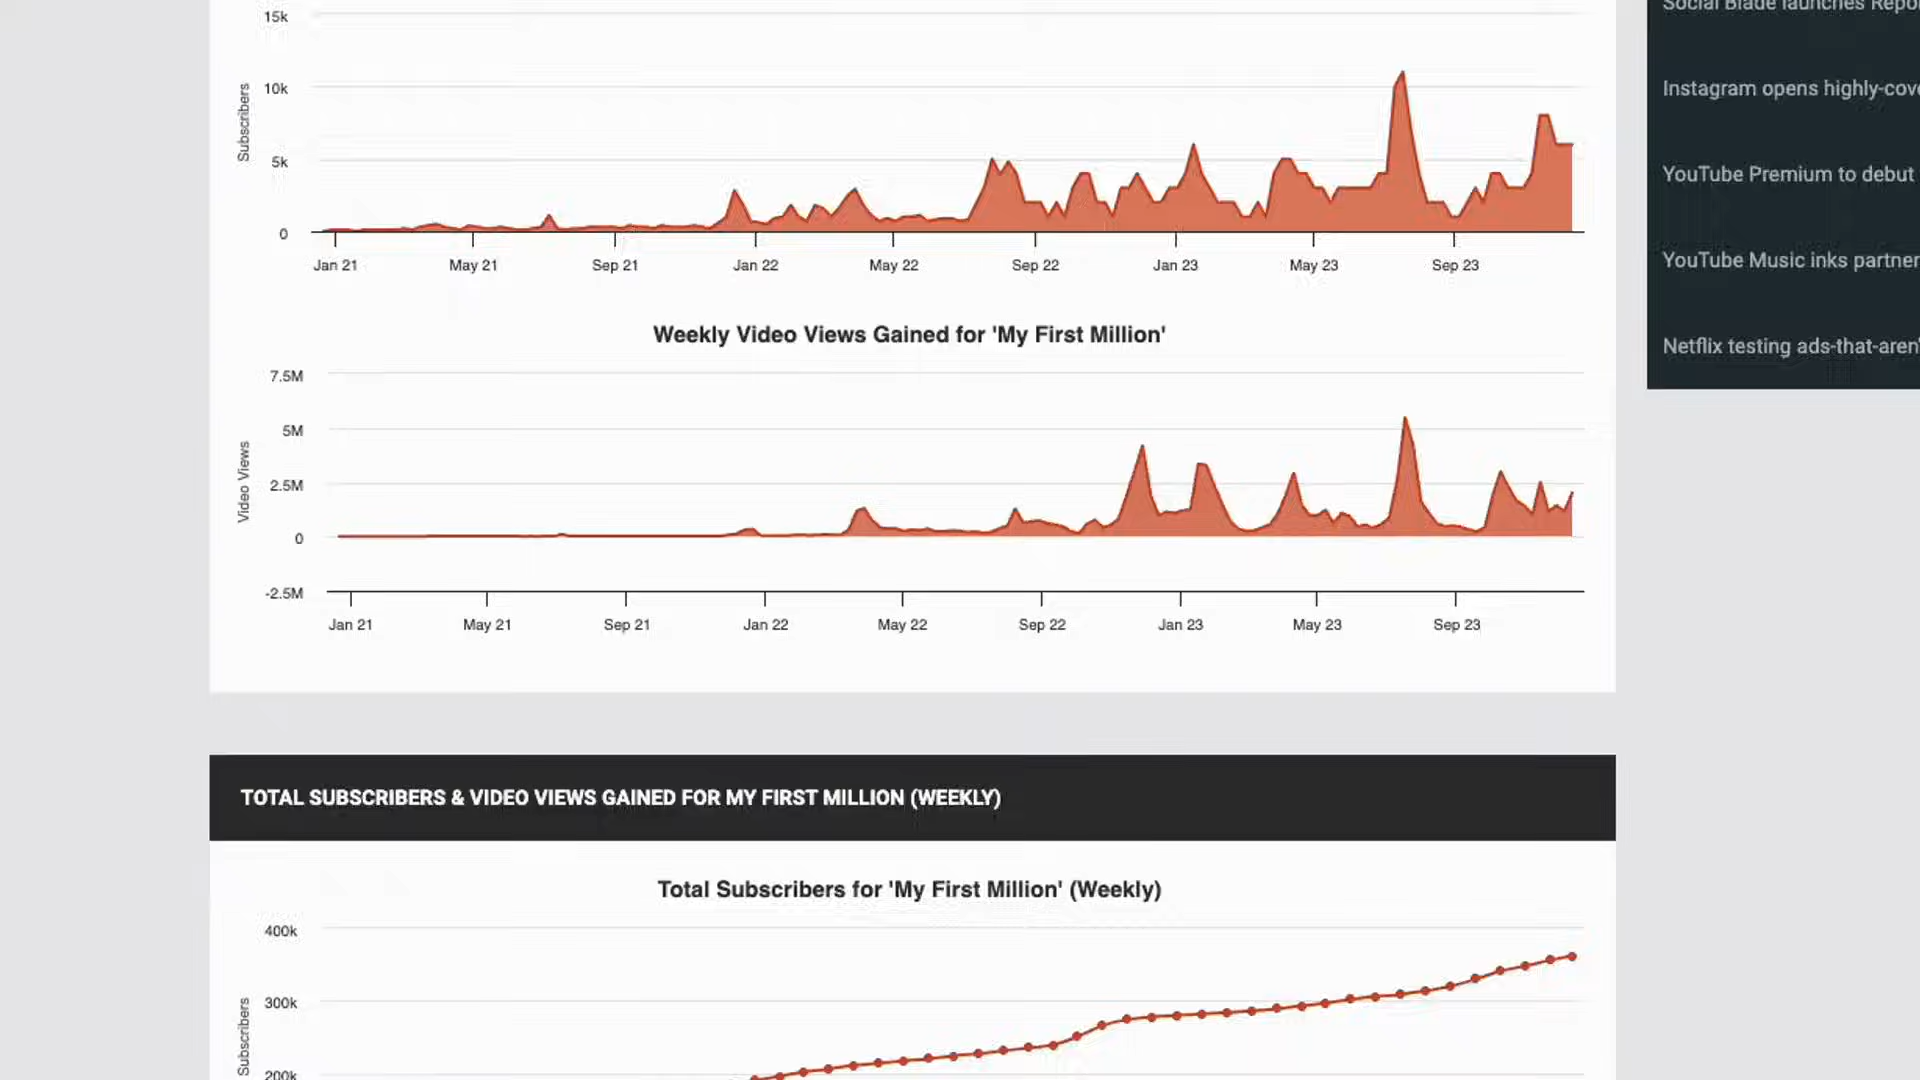 15k
10k
5k
0
Subscribers
Jan 21 May 21 Sep 21 Jan 22 May 22 Sep 22 Jan 23 May 23 Sep 23
Weekly Video Views Gained for 'My First Million'
7.5M
5M
2.5M
0
-2.5M
Video Views
Jan 21 May 21 Sep 21 Jan 22 May 22 Sep 22 Jan 23 May 23 Sep 23
TOTAL SUBSCRIBERS & VIDEO VIEWS GAINED FOR MY FIRST MILLION (WEEKLY)
Total Subscribers for 'My First Million' (Weekly)
400k
300k
200k
Subscribers
Social Blade launches Repo
Instagram opens highly-cov
YouTube Premium to debut
YouTube Music inks partner
Netflix testing ads-that-aren'